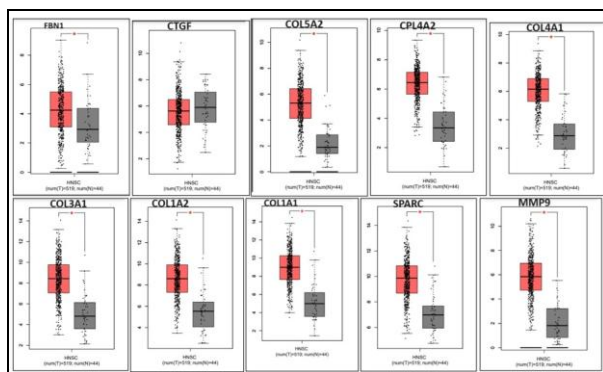 FBN1
CTGF
COL5A2
CPL4A2
COL4A1
HNSC
(num(T)=519; num(N)=44)
HNSC
(num(T)=519; num(N)=44)
HNSC
(num(T)=519; num(N)=44)
HNSC
(num(T)=519; num(N)=44)
HNSC
(num(T)=519; num(N)=44)
COL3A1
COL1A2
COL1A1
SPARC
MMP9
HNSC
(num(T)=519; num(N)=44)
HNSC
(num(T)=519; num(N)=44)
HNSC
(num(T)=519; num(N)=44)
HNSC
(num(T)=519; num(N)=44)
HNSC
(num(T)=519; num(N)=44)